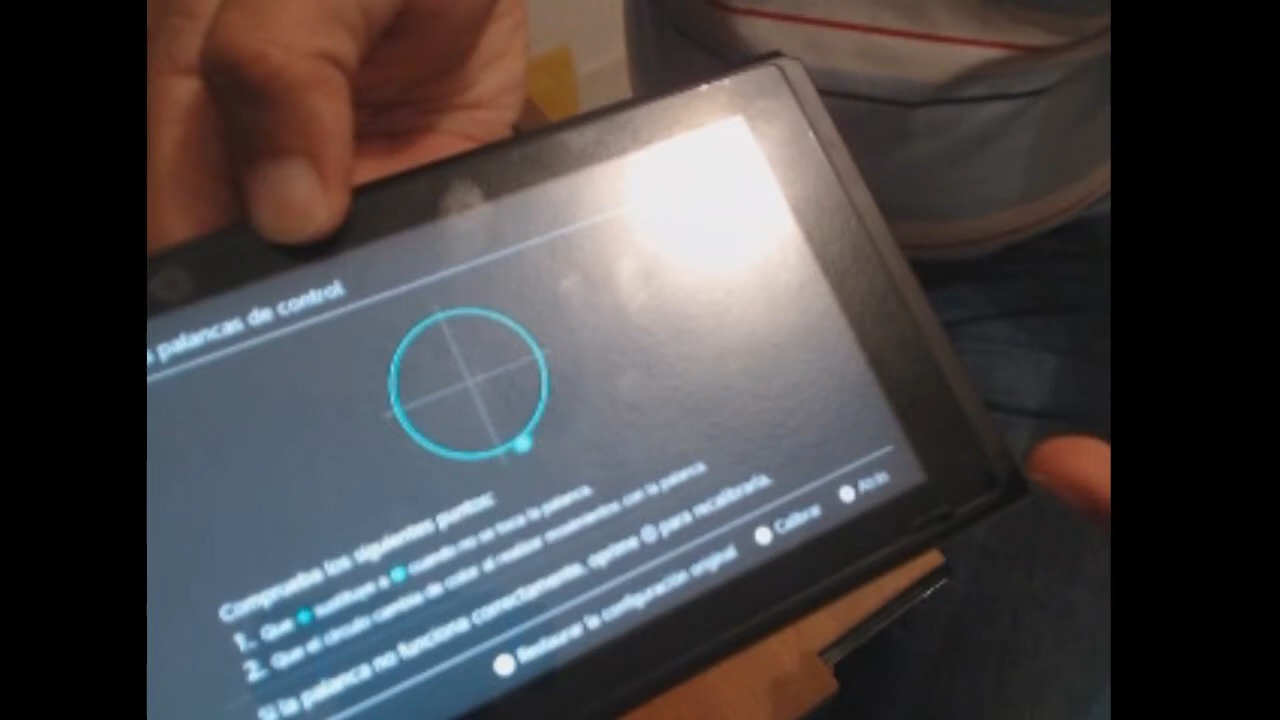 palancas de control
Comprueba los siguientes puntos:
1. Que sustituye a cuando no se toca la palanca.
2. Que el círculo cambia de color al realizar movimientos con la palanca.
Si la palanca no funciona correctamente, oprime para recalibrarla.
Restaurar la configuración original
Calibrar
Atrás